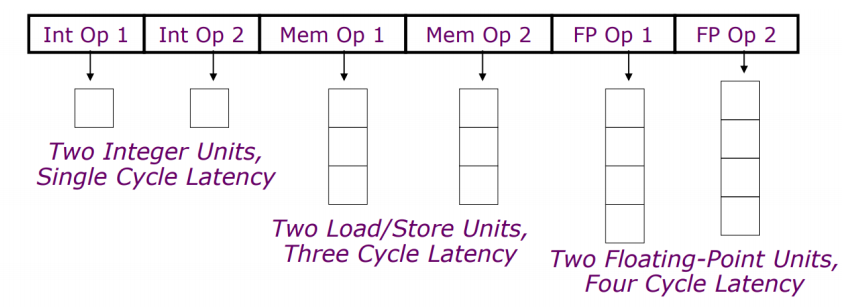 Int Op 1 Int Op 2 Mem Op 1 Mem Op 2 FP Op 1 FP Op 2
Two Integer Units,
Single Cycle Latency
Two Load/Store Units,
Three Cycle Latency
Two Floating-Point Units,
Four Cycle Latency